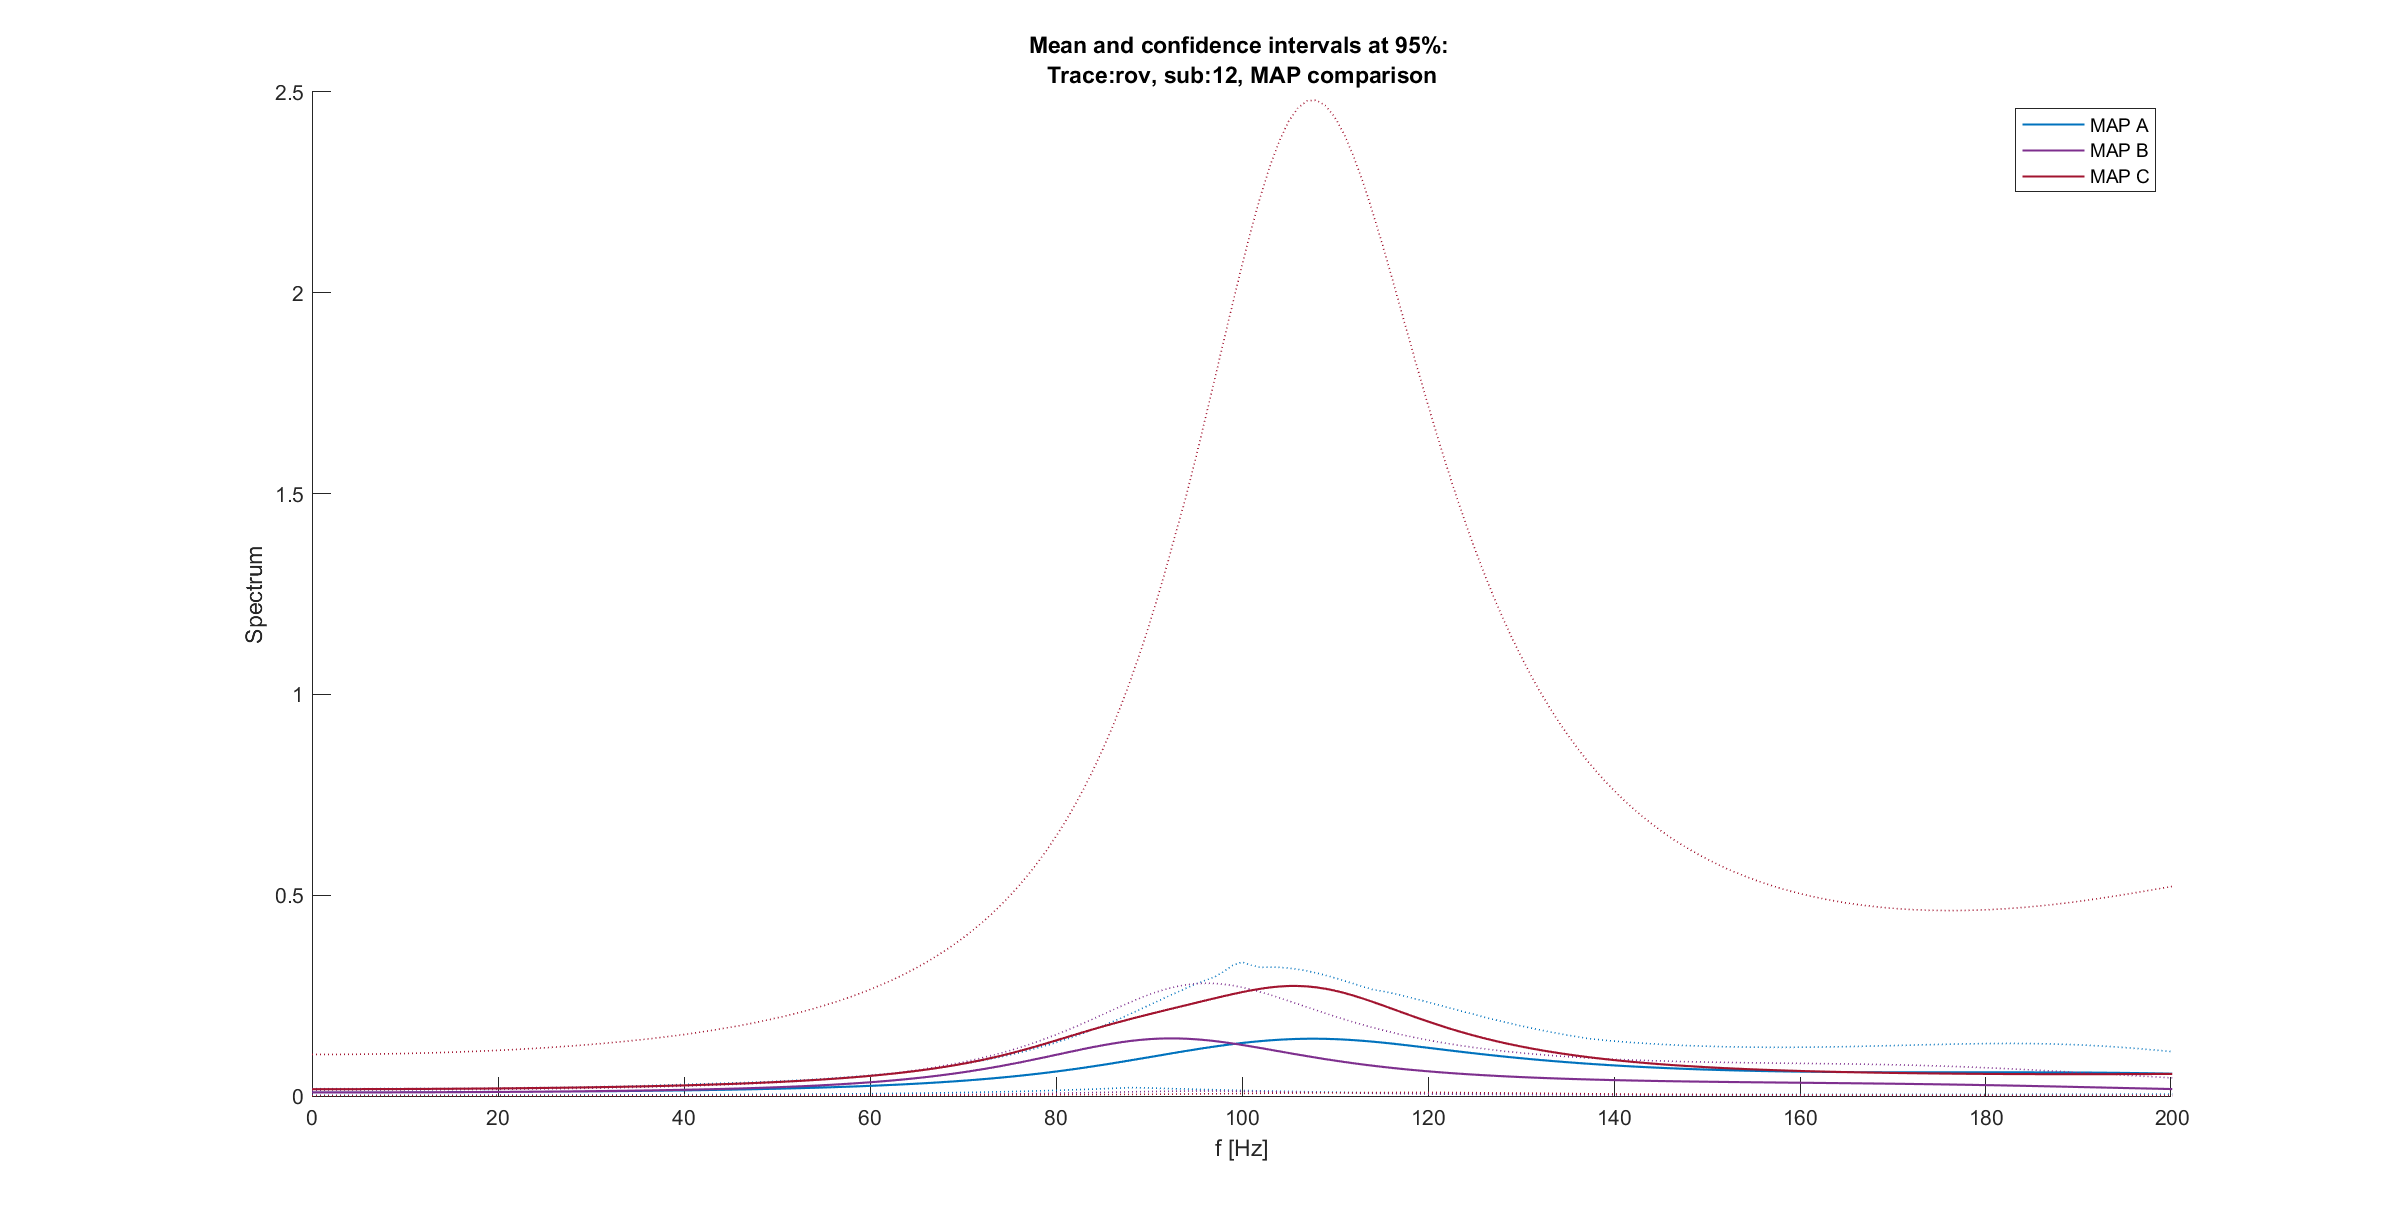 Mean and confidence intervals at 95%:
Trace:rov, sub:12, MAP comparison
2.5
2
1.5
1
0.5
0
Spectrum
MAP A
MAP B
MAP C
0 20 40 60 80 100 120 140 160 180 200
f [Hz]